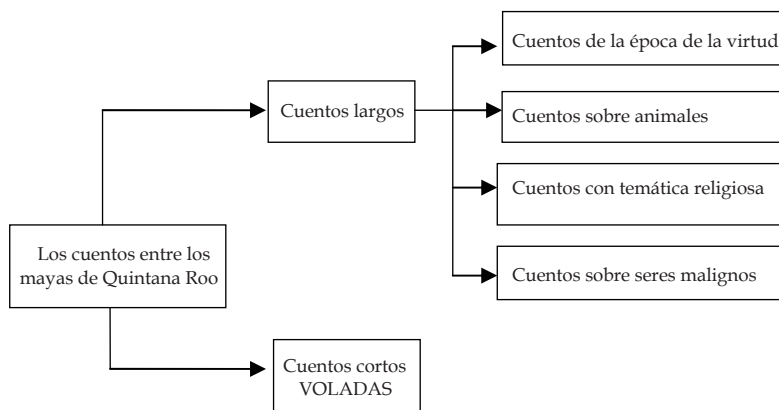 Cuentos de la época de la virtud
Cuentos largos
Cuentos sobre animales
Cuentos con temática religiosa
Los cuentos entre los
mayas de Quintana Roo
Cuentos sobre seres malignos
Cuentos cortos
VOLADAS